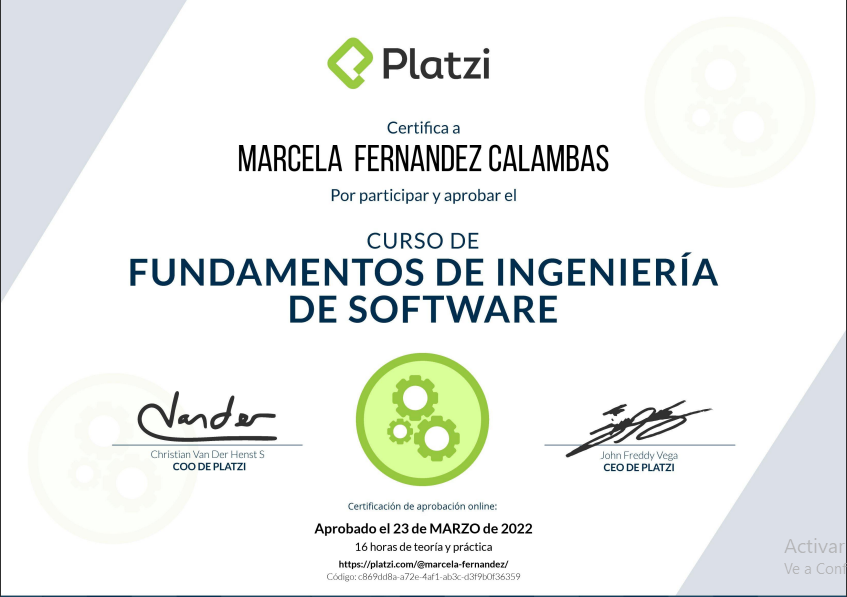 Platzi
Certifica a
MARCELA FERNANDEZ CALAMBAS
Por participar y aprobar el
CURSO DE
FUNDAMENTOS DE INGENIERÍA
DE SOFTWARE
Christian Van Der Henst S
COO DE PLATZI
John Freddy Vega
CEO DE PLATZI
Certificación de aprobación online:
Aprobado el 23 de MARZO de 2022
16 horas de teoría y práctica
https://platzi.com/@marcela-fernandez/
Código: c869dd8a-a72e-4af1-ab3c-d3f9b0f36359
Activar
Ve a Conf